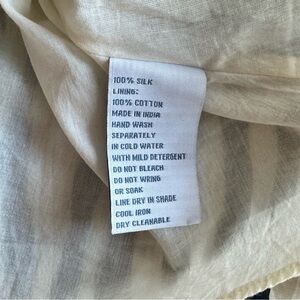 100% SILK
LINING:
100% COTTON
MADE IN INDIA
HAND WASH
SEPARATELY
IN COLD WATER
WITH MILD DETERGENT
DO NOT BLEACH
DO NOT WRING
OR SOAK
LINE DRY IN SHADE
COOL IRON
DRY CLEANABLE